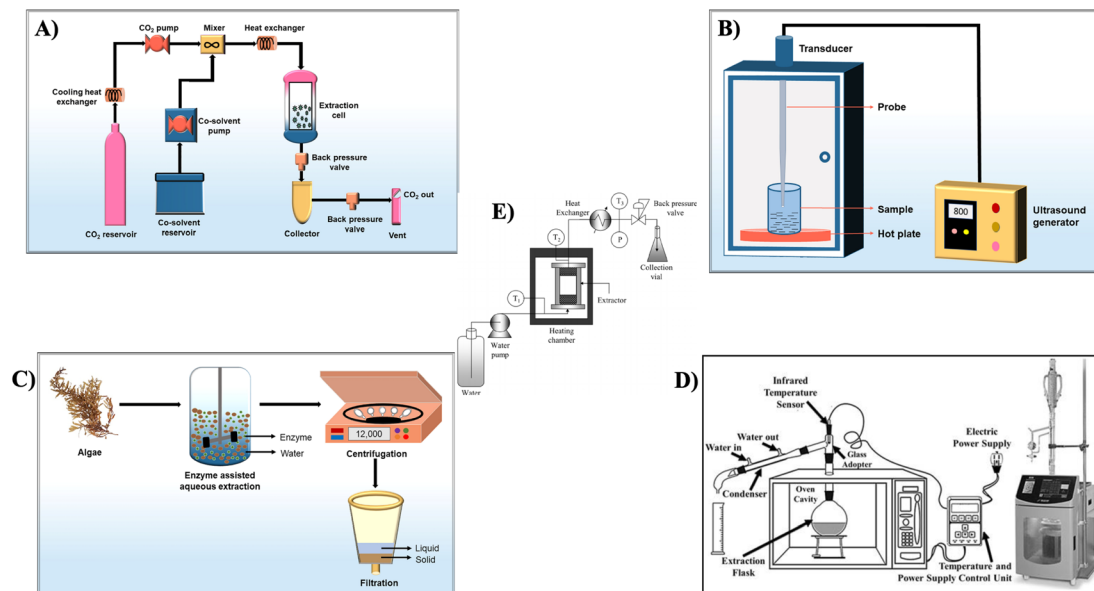 A)
CO₂ pump
Mixer
Heat exchanger
Cooling heat
exchanger
Co-solvent
pump
Extraction
cell
Back pressure
valve
CO₂ out
CO₂ reservoir
Co-solvent
reservoir
Collector
Back pressure
valve
Vent
B)
Transducer
Probe
Sample
Hot plate
800
Ultrasound
generator
E)
Heat
Exchanger
T₃
Back pressure
valve
T₂
P
Collection
vial
T₁
Extractor
Heating
chamber
Water
pump
Water
C)
Algae
Enzyme
Water
Enzyme assisted
aqueous extraction
12,000
Centrifugation
Liquid
Solid
Filtration
D)
Infrared
Temperature
Sensor
Water out
Water in
Glass
Adopter
Condenser
Oven
Cavity
Electric
Power Supply
Extraction
Flask
Temperature and
Power Supply Control Unit